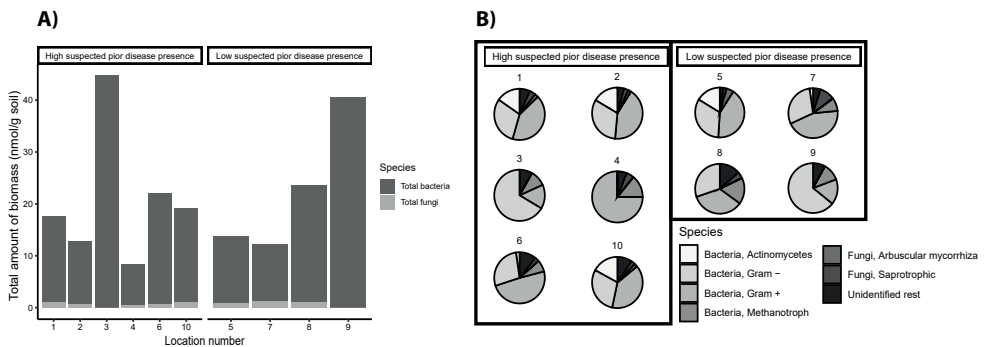 A)
High suspected pior disease presence
Low suspected pior disease presence
Total amount of biomass (nmol/g soil)
40
30
20
10
0
1 2 3 4 6 10 5 7 8 9
Location number
Species
Total bacteria
Total fungi
B)
High suspected pior disease presence
Low suspected pior disease presence
1 2
3 4
6 10
5 7
8 9
Species
Bacteria, Actinomycetes
Bacteria, Gram −
Bacteria, Gram +
Bacteria, Methanotroph
Fungi, Arbuscular mycorrhiza
Fungi, Saprotrophic
Unidentified rest